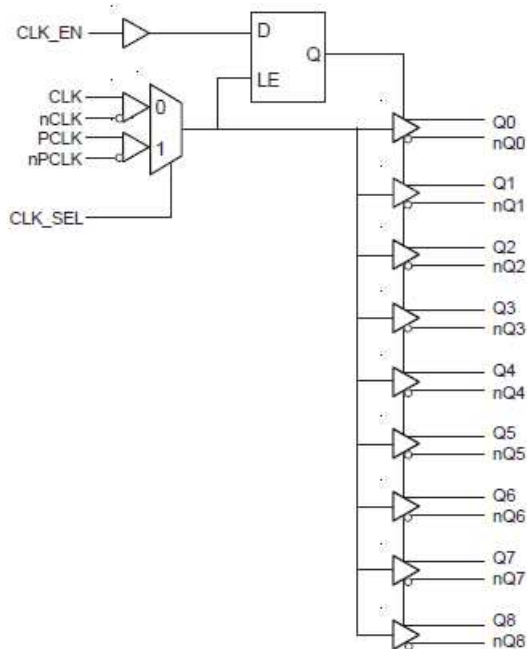 CLK_EN
D
Q
LE
CLK
nCLK
PCLK
nPCLK
0
1
CLK_SEL
Q0
nQ0
Q1
nQ1
Q2
nQ2
Q3
nQ3
Q4
nQ4
Q5
nQ5
Q6
nQ6
Q7
nQ7
Q8
nQ8